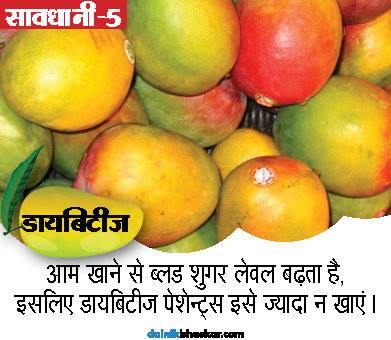 सावधानी-5
डायबिटीज
आम खाने से ब्लड शुगर लेवल बढ़ता है,
इसलिए डायबिटीज पेशेन्ट्स इसे ज्यादा न खाएं।
dainikbhaskar.com